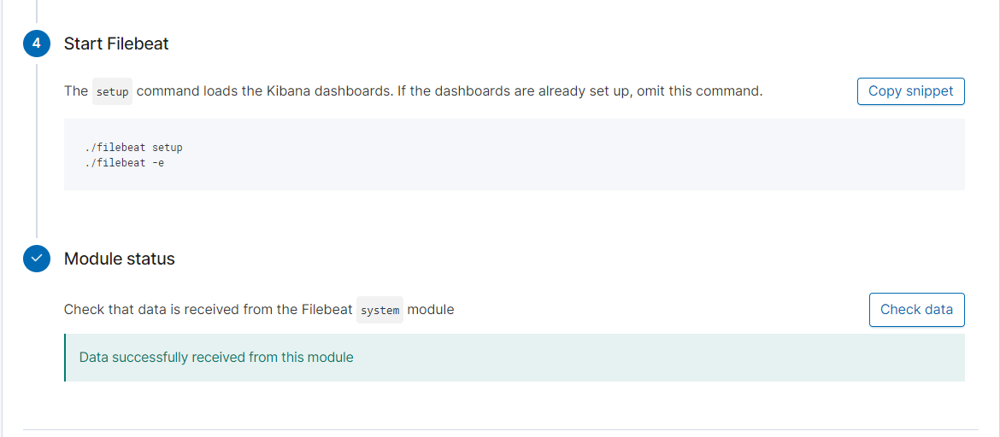 4 Start Filebeat
The setup command loads the Kibana dashboards. If the dashboards are already set up, omit this command. Copy snippet
./filebeat setup
./filebeat -e
Module status
Check that data is received from the Filebeat system module Check data
Data successfully received from this module